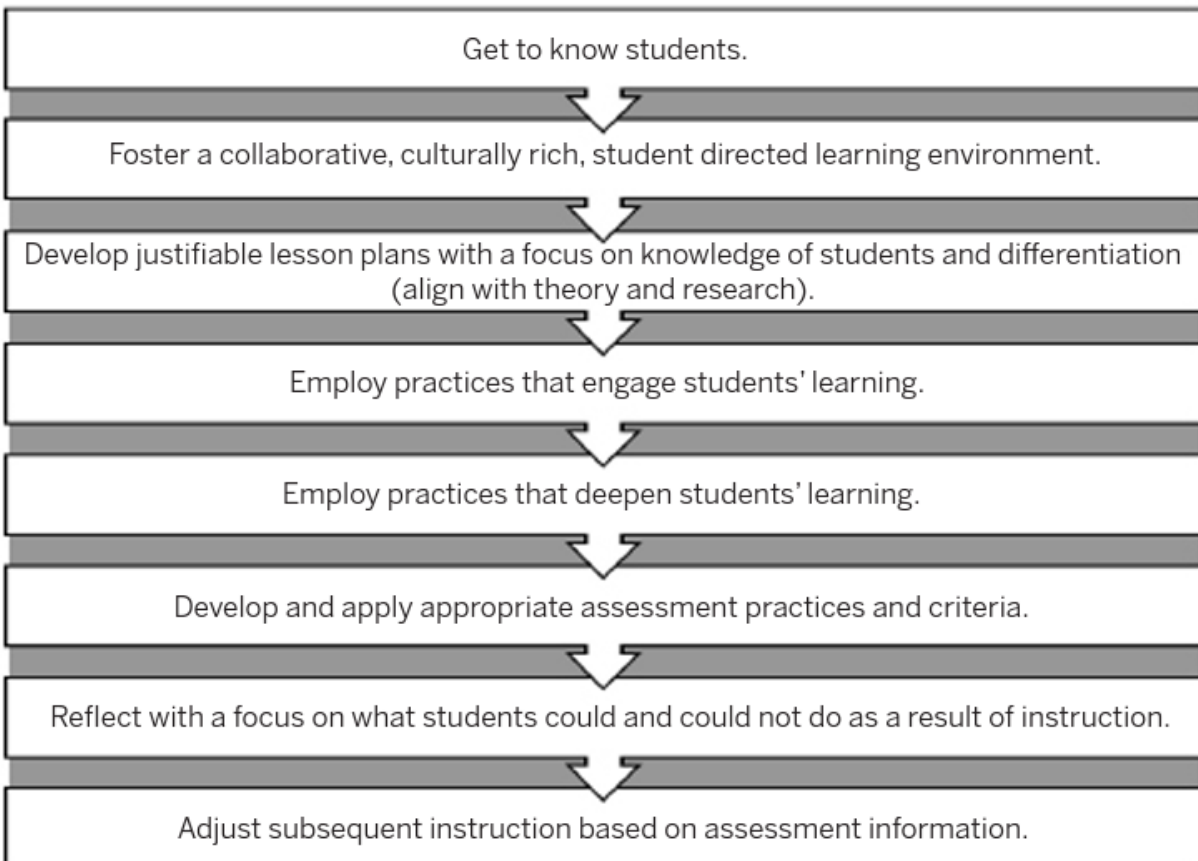 Get to know students.
Foster a collaborative, culturally rich, student directed learning environment.
Develop justifiable lesson plans with a focus on knowledge of students and differentiation
(align with theory and research).
Employ practices that engage students’ learning.
Employ practices that deepen students’ learning.
Develop and apply appropriate assessment practices and criteria.
Reflect with a focus on what students could and could not do as a result of instruction.
Adjust subsequent instruction based on assessment information.